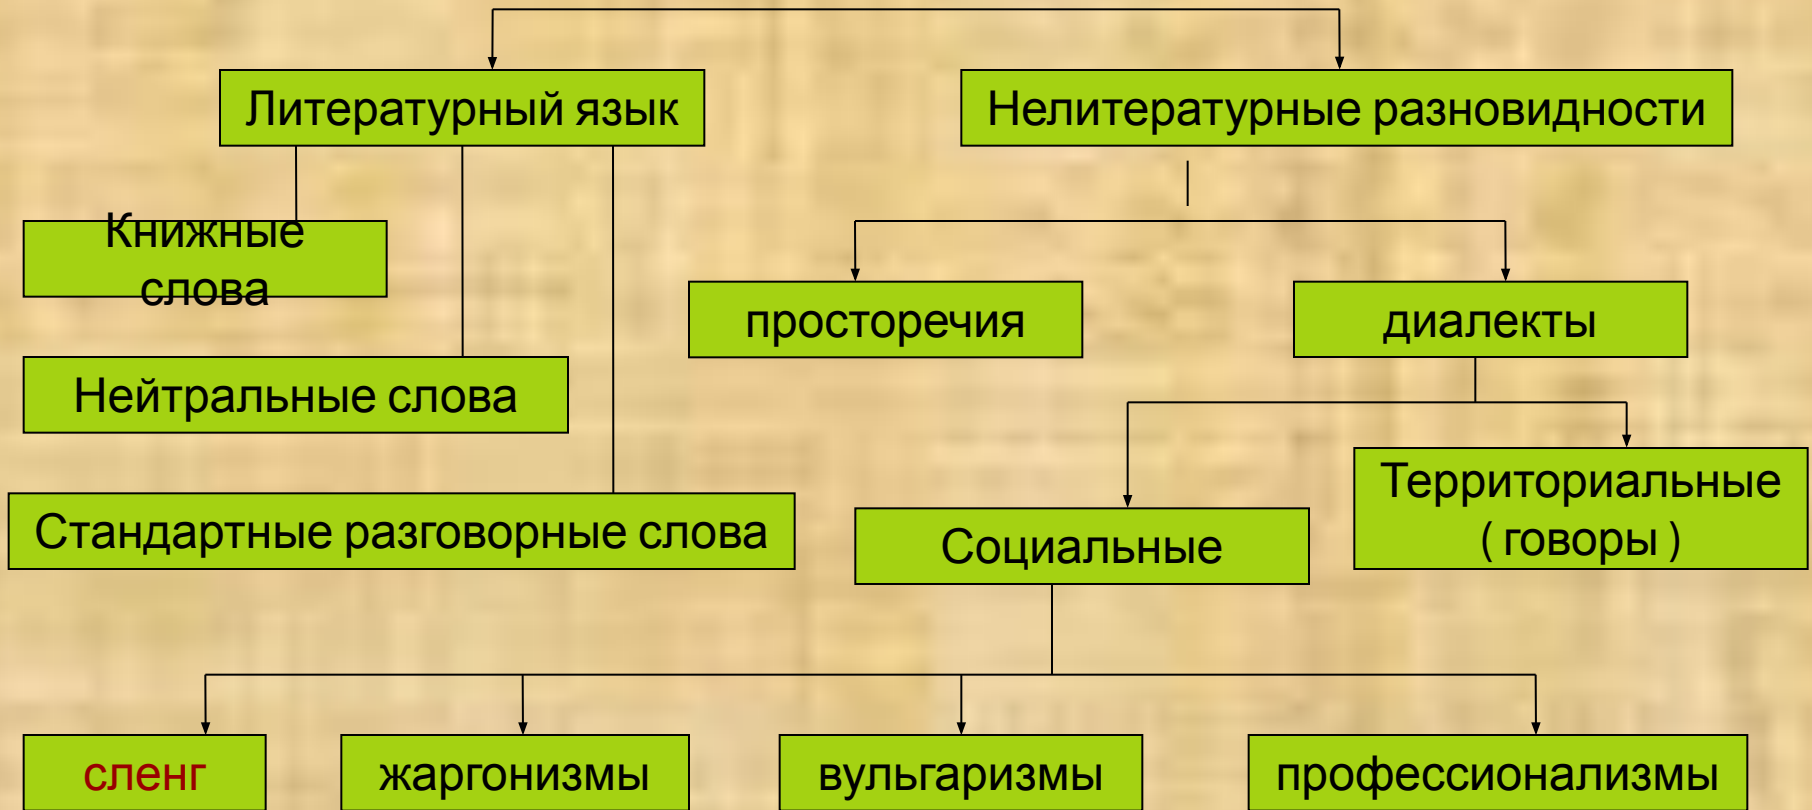 Литературный язык
Нелитературные разновидности
Книжные
слова
просторечия
диалекты
Нейтральные слова
Территориальные
( говоры )
Стандартные разговорные слова
Социальные
сленг
жаргонизмы
вульгаризмы
профессионализмы